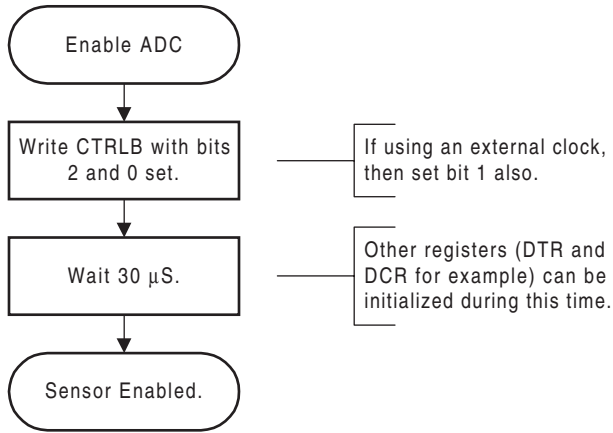 Enable ADC
Write CTRLB with bits
2 and 0 set.
If using an external clock,
then set bit 1 also.
Wait 30 μS.
Other registers (DTR and
DCR for example) can be
initialized during this time.
Sensor Enabled.